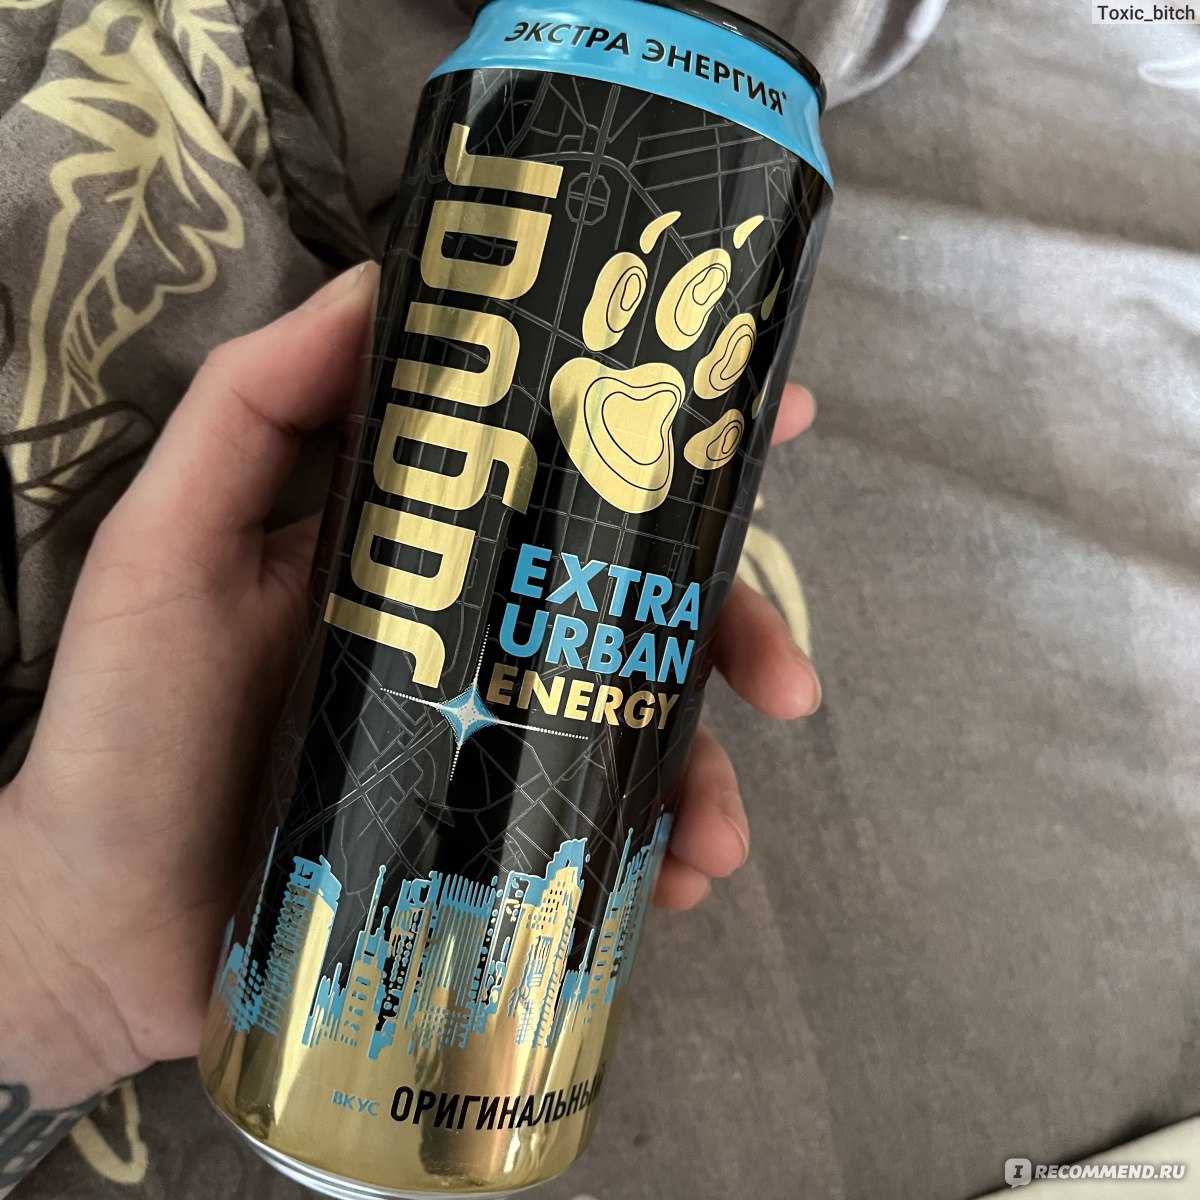 Toxic_bitch
ЭКСТРА ЭНЕРГИЯ*
Jaguar
EXTRA
URBAN
ENERGY
ВКУС ОРИГИНАЛЬНЫЙ
IRECOMMEND.RU